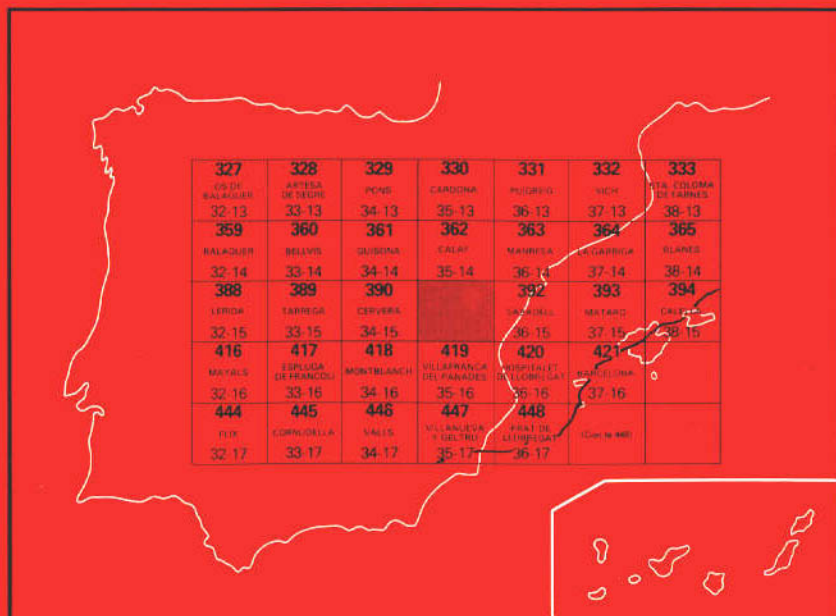 327 328 329 330 331 332 333
OS DE BALAGUER ARTESA DE SEGRE PONS CARDONA PUIGREIG VICH STA. COLOMA DE FARNES
32-13 33-13 34-13 35-13 36-13 37-13 38-13
359 360 361 362 363 364 365
BALAGUER BELLVIS GUISONA CALAF MANRESA LA GARRIGA BLANES
32-14 33-14 34-14 35-14 36-14 37-14 38-14
388 389 390 392 393 394
LERIDA TARREGA CERVERA SABADELL MATARO CALELLA
32-15 33-15 34-15 36-15 37-15 38-15
416 417 418 419 420 421
MAYALS ESPLUGA DE FRANCOLI MONTBLANCH VILLAFRANCA DEL PANADES HOSPITALET DE LLOBREGAT BARCELONA
32-16 33-16 34-16 35-16 36-16 37-16
444 445 446 447 448
FLIX CORNUDELLA VALLS VILLANUEVA Y GELTRU PRAT DE LLOBREGAT (Con la 448)
32-17 33-17 34-17 35-17 36-17